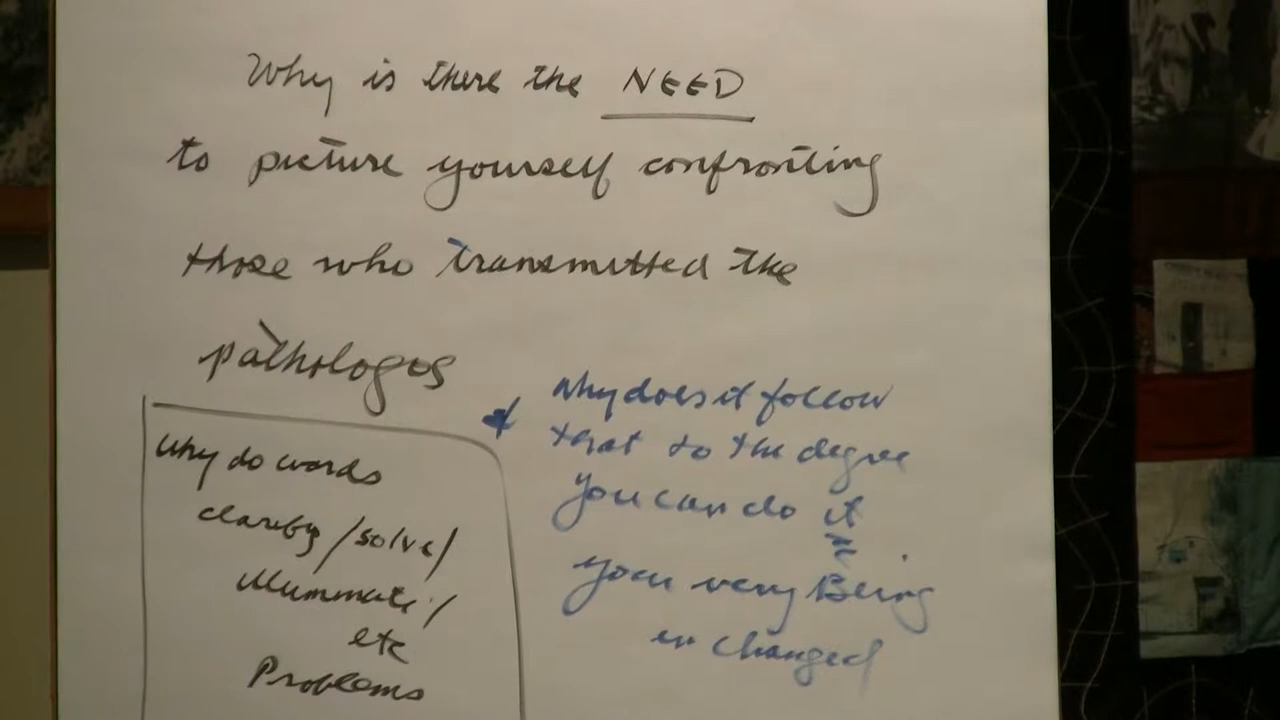 Why is there the NEED
to picture yourself confronting
those who transmitted the
pathologos
Why do words
clarify/solve/
illuminate/
etc
Problems
why does it follow
that to the degree
you can do it
your very Being
is changed